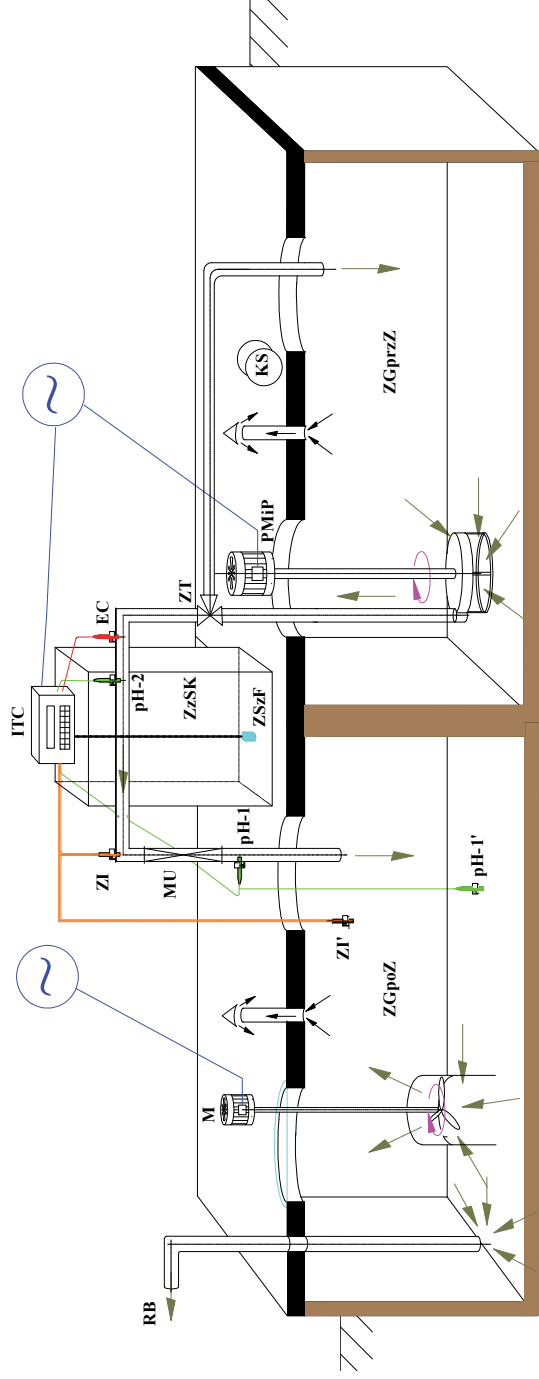 RB
M
ZGpoZ
ZI'
ZI
MU
pH-1
pH-1'
ITC
ZSzF
ZzSK
pH-2
EC
ZT
PMiP
KS
ZGprzZ
~
~